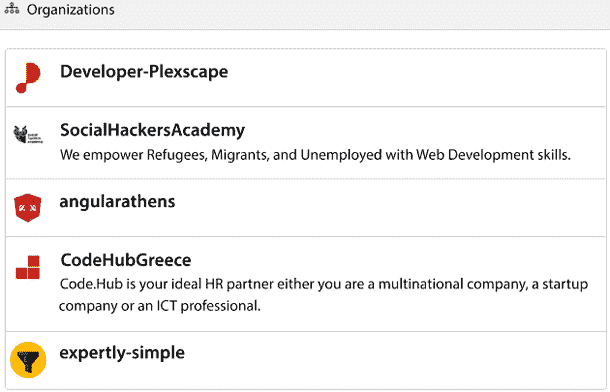 Organizations
Developer-Plexscape
SocialHackersAcademy
We empower Refugees, Migrants, and Unemployed with Web Development skills.
angularathens
CodeHubGreece
Code.Hub is your ideal HR partner either you are a multinational company, a startup
company or an ICT professional.
expertly-simple